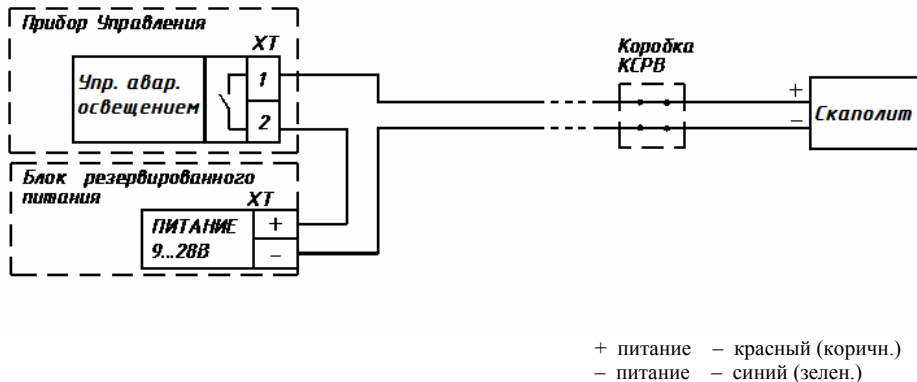 Прибор Управления
XT
Упр. авар.
освещением
1
2
Блок резервированного
питания
XT
ПИТАНИЕ
9...28В
+
–
Коробка
КСРВ
+
–
Скаполит
+ питание – красный (коричн.)
– питание – синий (зелен.)